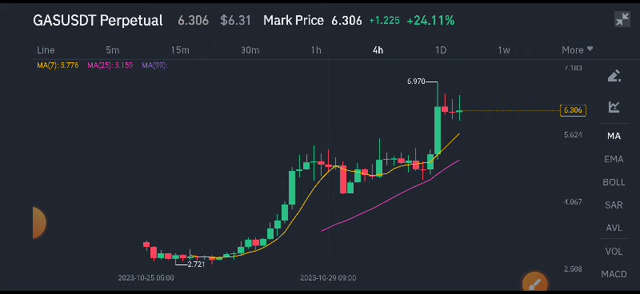 GASUSDT Perpetual 6.306 $6.31 Mark Price 6.306 +1.225 +24.11%
Line 5m 15m 30m 1h 4h 1D 1w More
MA(7): 5.776 MA(25): 5.159 MA(99):
7.183
6.970
6.306
5.624
4.067
2.721
2.508
2023-10-25 05:00 2023-10-29 09:00
MA
EMA
BOLL
SAR
AVL
VOL
MACD